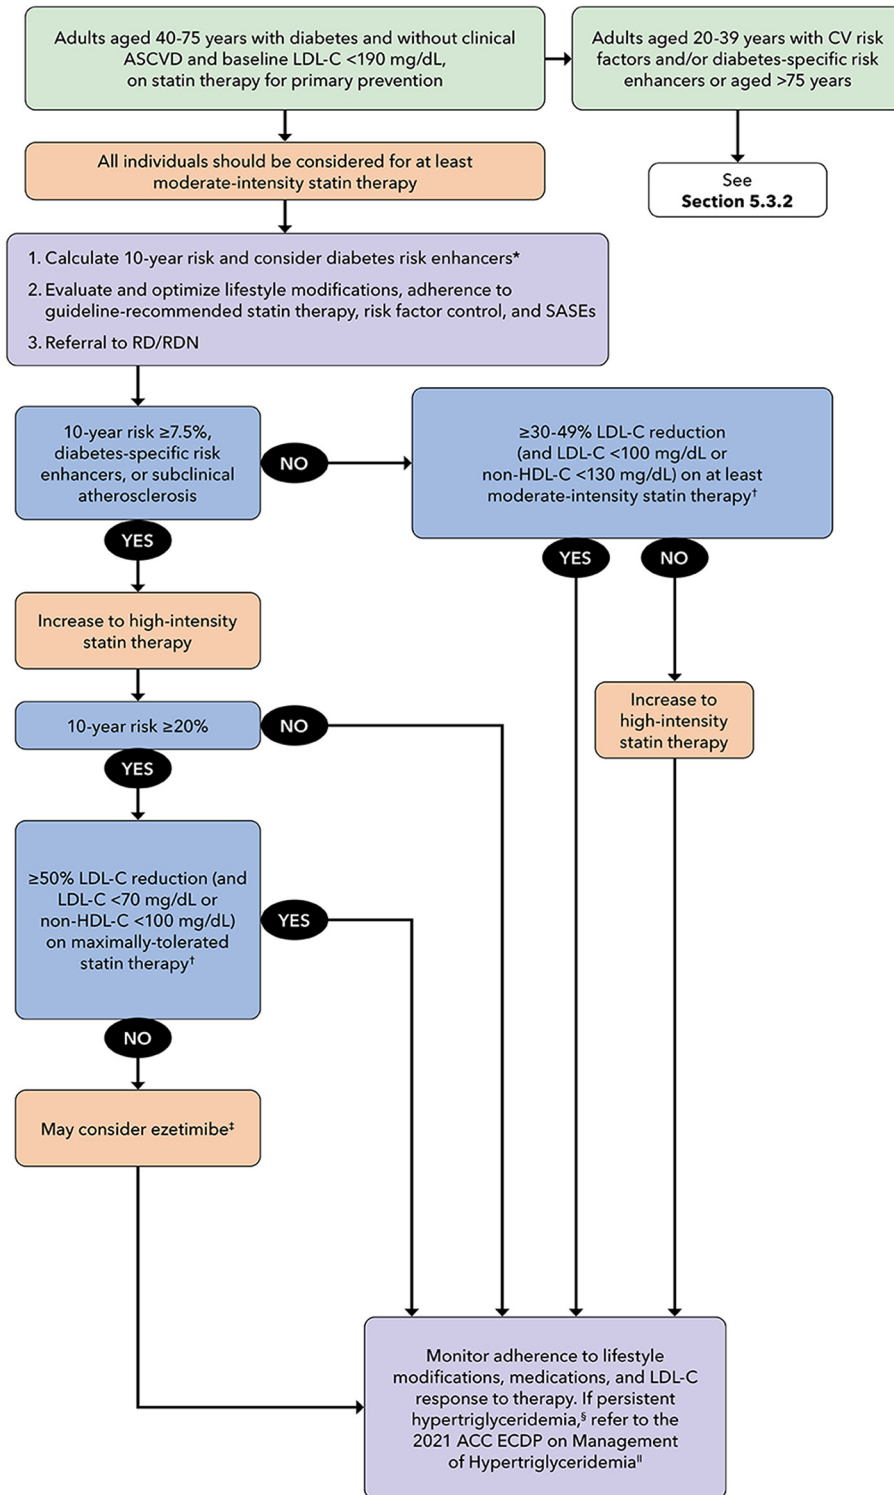 Adults aged 40-75 years with diabetes and without clinical
ASCVD and baseline LDL-C <190 mg/dL,
on statin therapy for primary prevention
Adults aged 20-39 years with CV risk
factors and/or diabetes-specific risk
enhancers or aged >75 years
All individuals should be considered for at least
moderate-intensity statin therapy
See
Section 5.3.2
1. Calculate 10-year risk and consider diabetes risk enhancers*
2. Evaluate and optimize lifestyle modifications, adherence to
guideline-recommended statin therapy, risk factor control, and SASEs
3. Referral to RD/RDN
10-year risk ≥7.5%,
diabetes-specific risk
enhancers, or subclinical
atherosclerosis
NO
≥30-49% LDL-C reduction
(and LDL-C <100 mg/dL or
non-HDL-C <130 mg/dL) on at least
moderate-intensity statin therapy†
YES
YES
NO
Increase to high-intensity
statin therapy
Increase to
high-intensity
statin therapy
10-year risk ≥20%
NO
YES
≥50% LDL-C reduction (and
LDL-C <70 mg/dL or
non-HDL-C <100 mg/dL)
on maximally-tolerated
statin therapy†
YES
NO
May consider ezetimibe‡
Monitor adherence to lifestyle
modifications, medications, and LDL-C
response to therapy. If persistent
hypertriglyceridemia,§ refer to the
2021 ACC ECDP on Management
of Hypertriglyceridemia‖